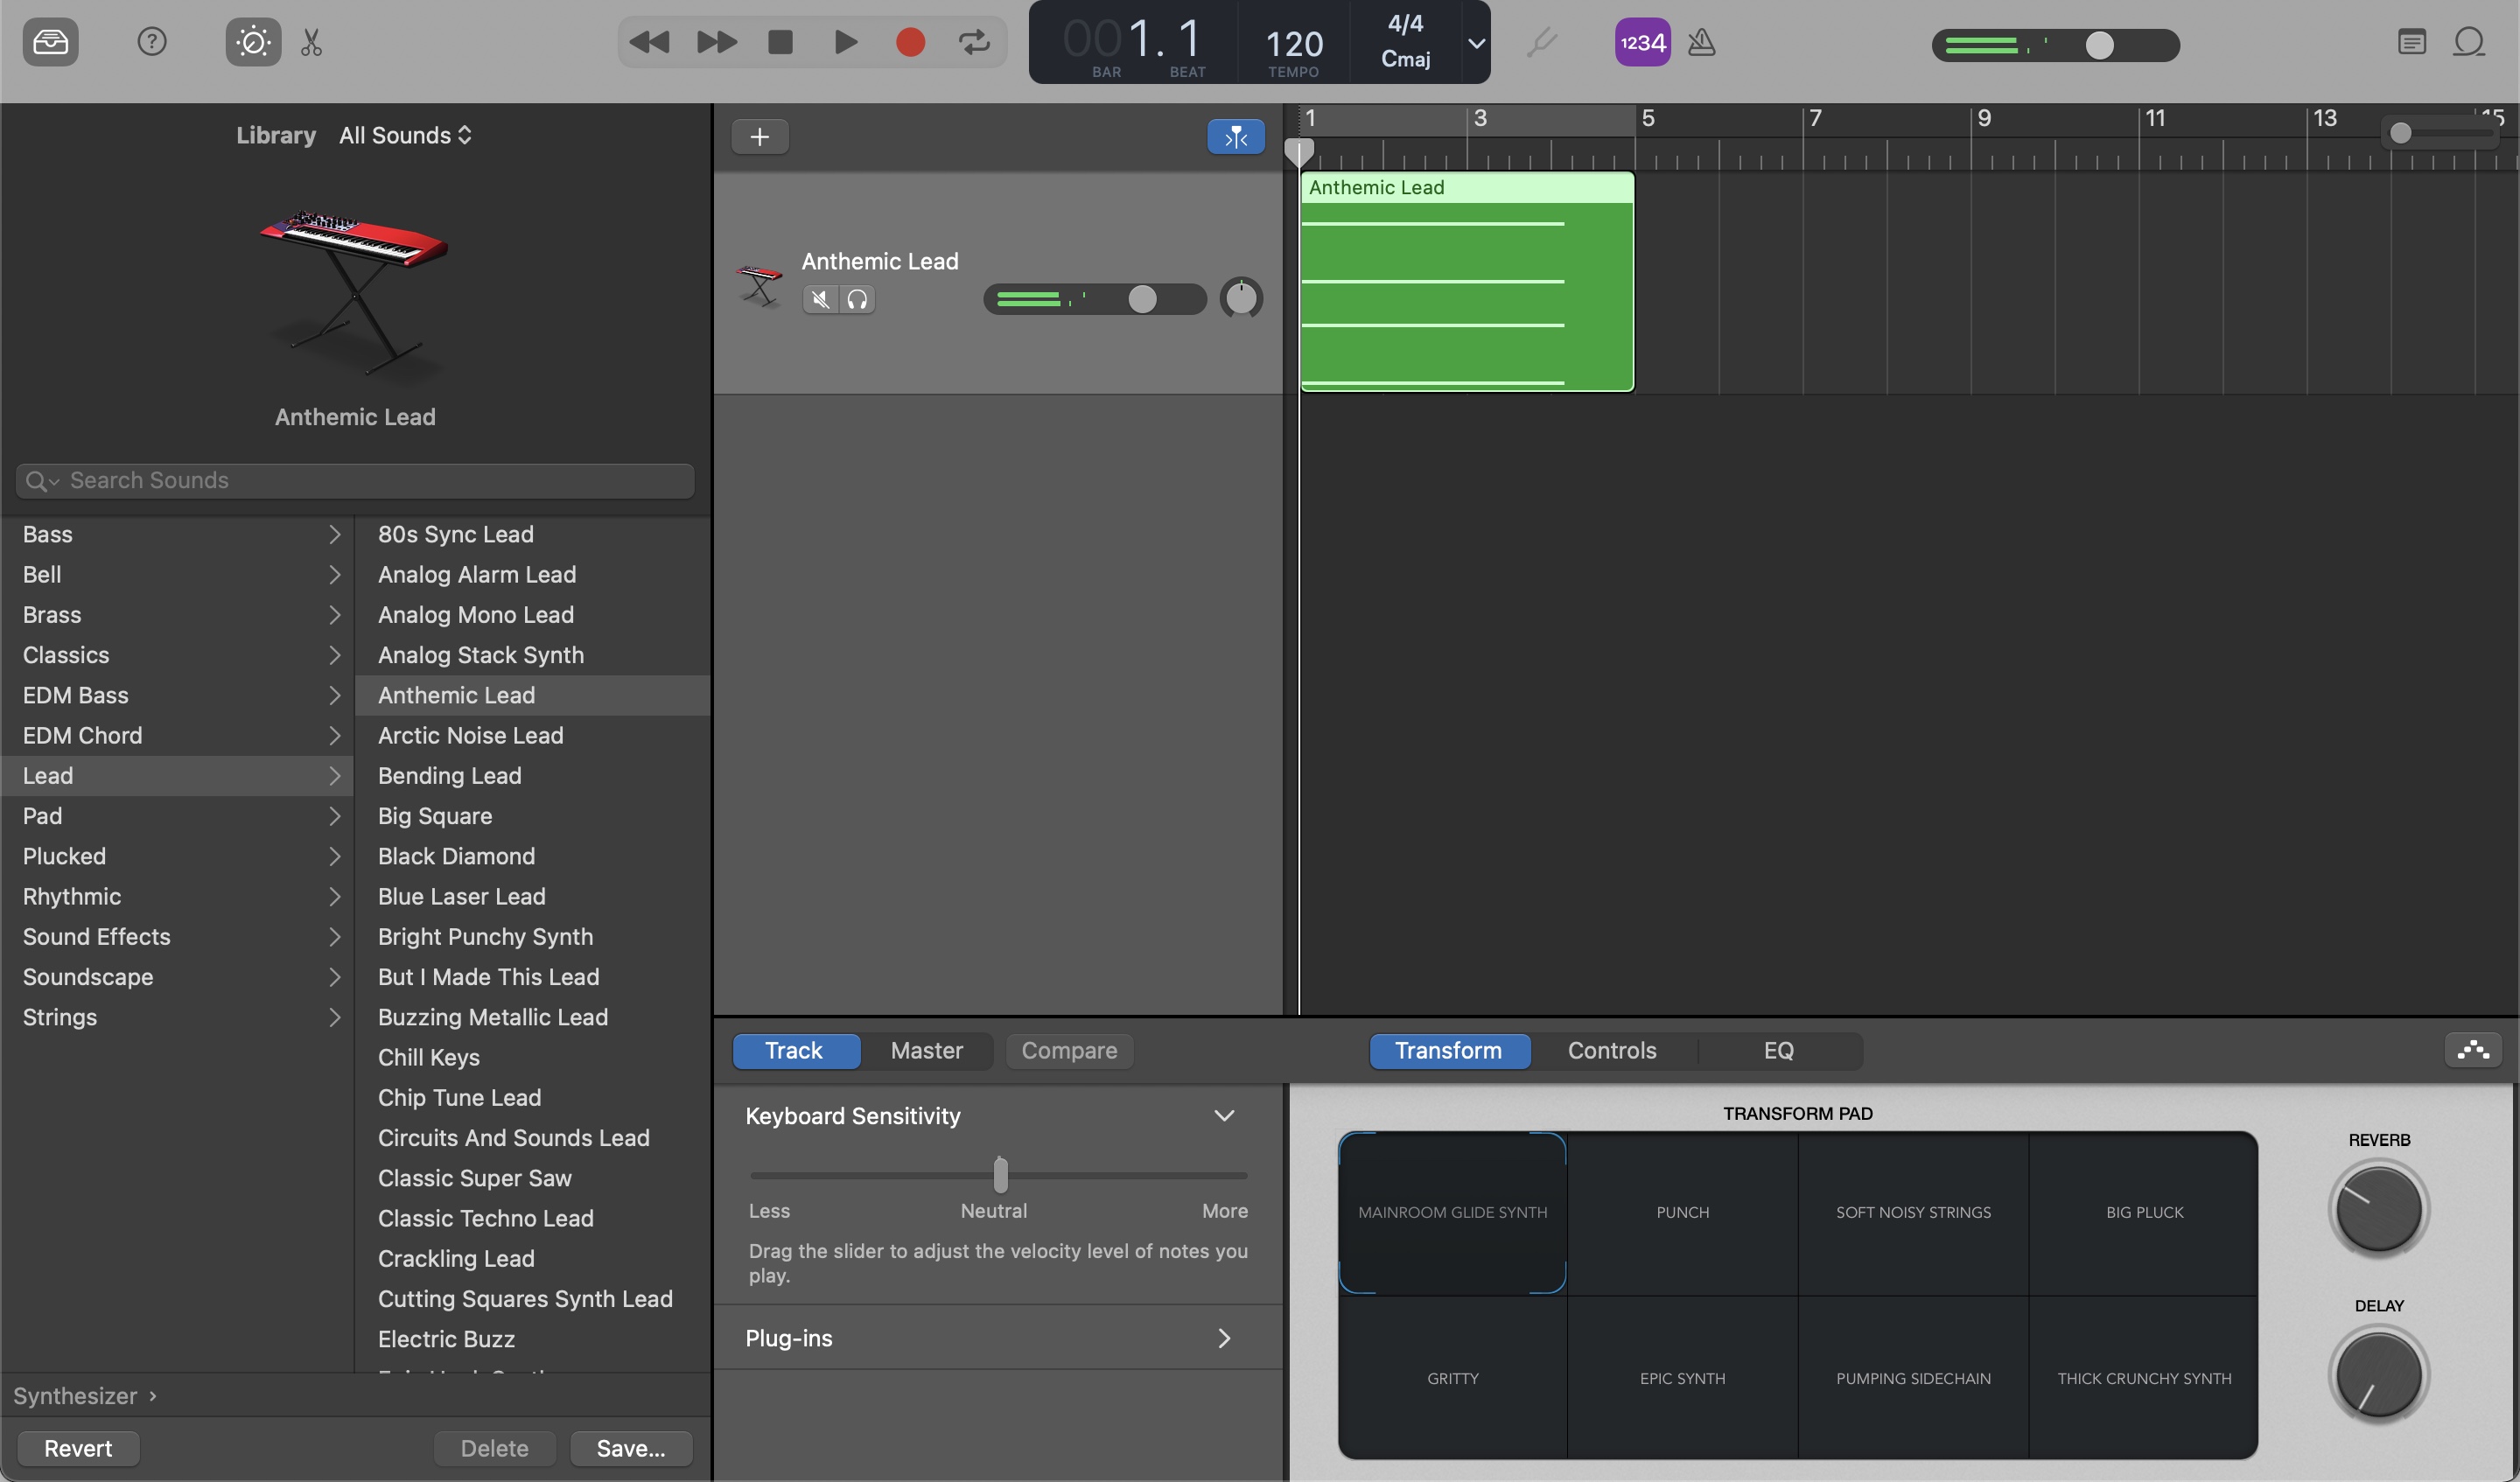 001. 1
BAR
BEAT
120
TEMPO
4/4
Cmaj
1234
Library
All Sounds
Anthemic Lead
Search Sounds
Bass
Bell
Brass
Classics
EDM Bass
EDM Chord
Lead
Pad
Plucked
Rhythmic
Sound Effects
Soundscape
Strings
80s Sync Lead
Analog Alarm Lead
Analog Mono Lead
Analog Stack Synth
Anthemic Lead
Arctic Noise Lead
Bending Lead
Big Square
Black Diamond
Blue Laser Lead
Bright Punchy Synth
But I Made This Lead
Buzzing Metallic Lead
Chill Keys
Chip Tune Lead
Circuits And Sounds Lead
Classic Super Saw
Classic Techno Lead
Crackling Lead
Cutting Squares Synth Lead
Electric Buzz
Synthesizer ›
Revert
Delete
Save...
1 3 5 7 9 11 13 15
Anthemic Lead
Anthemic Lead
Track
Master
Compare
Transform
Controls
EQ
Keyboard Sensitivity
Less
Neutral
More
Drag the slider to adjust the velocity level of notes you
play.
Plug-ins
TRANSFORM PAD
MAINROOM GLIDE SYNTH
PUNCH
SOFT NOISY STRINGS
BIG PLUCK
GRITTY
EPIC SYNTH
PUMPING SIDECHAIN
THICK CRUNCHY SYNTH
REVERB
DELAY